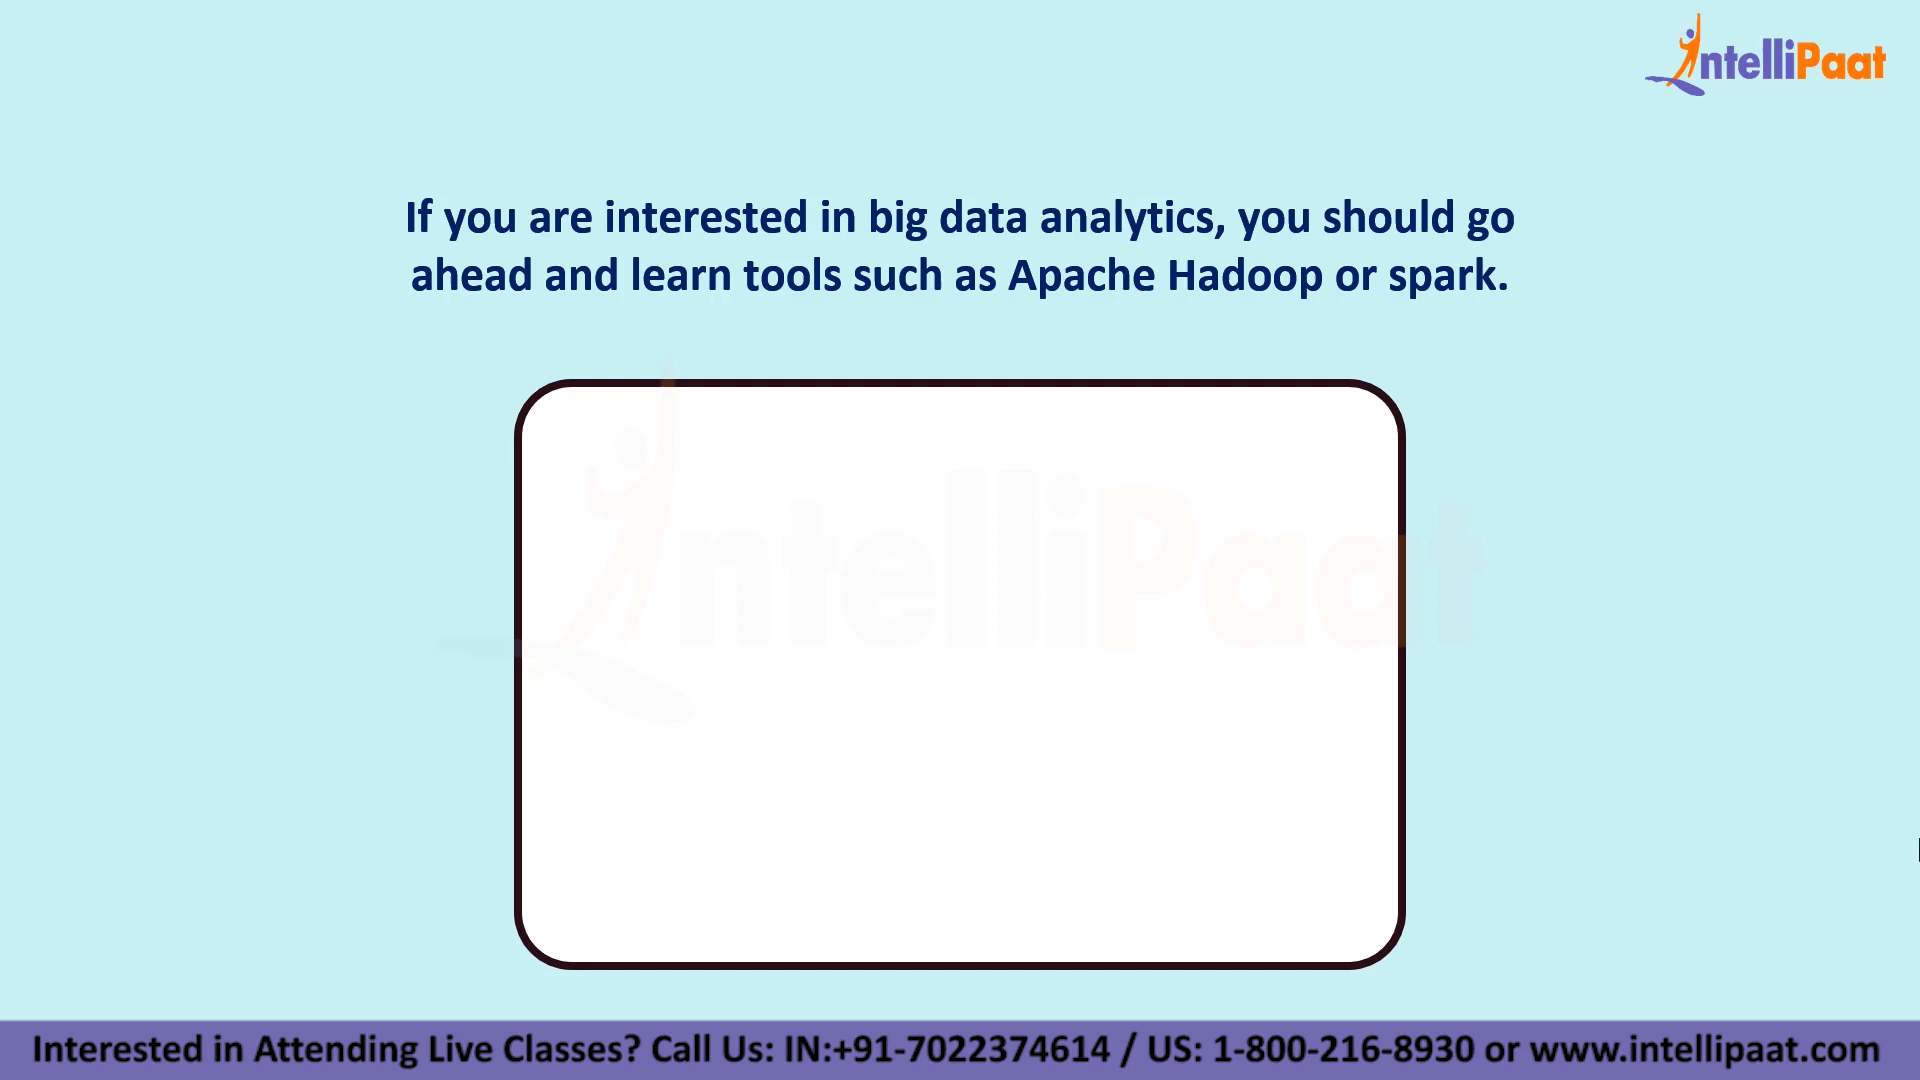 IntelliPaat
If you are interested in big data analytics, you should go
ahead and learn tools such as Apache Hadoop or spark.
IntelliPaat
Interested in Attending Live Classes? Call Us: IN:+91-7022374614 / US: 1-800-216-8930 or www.intellipaat.com